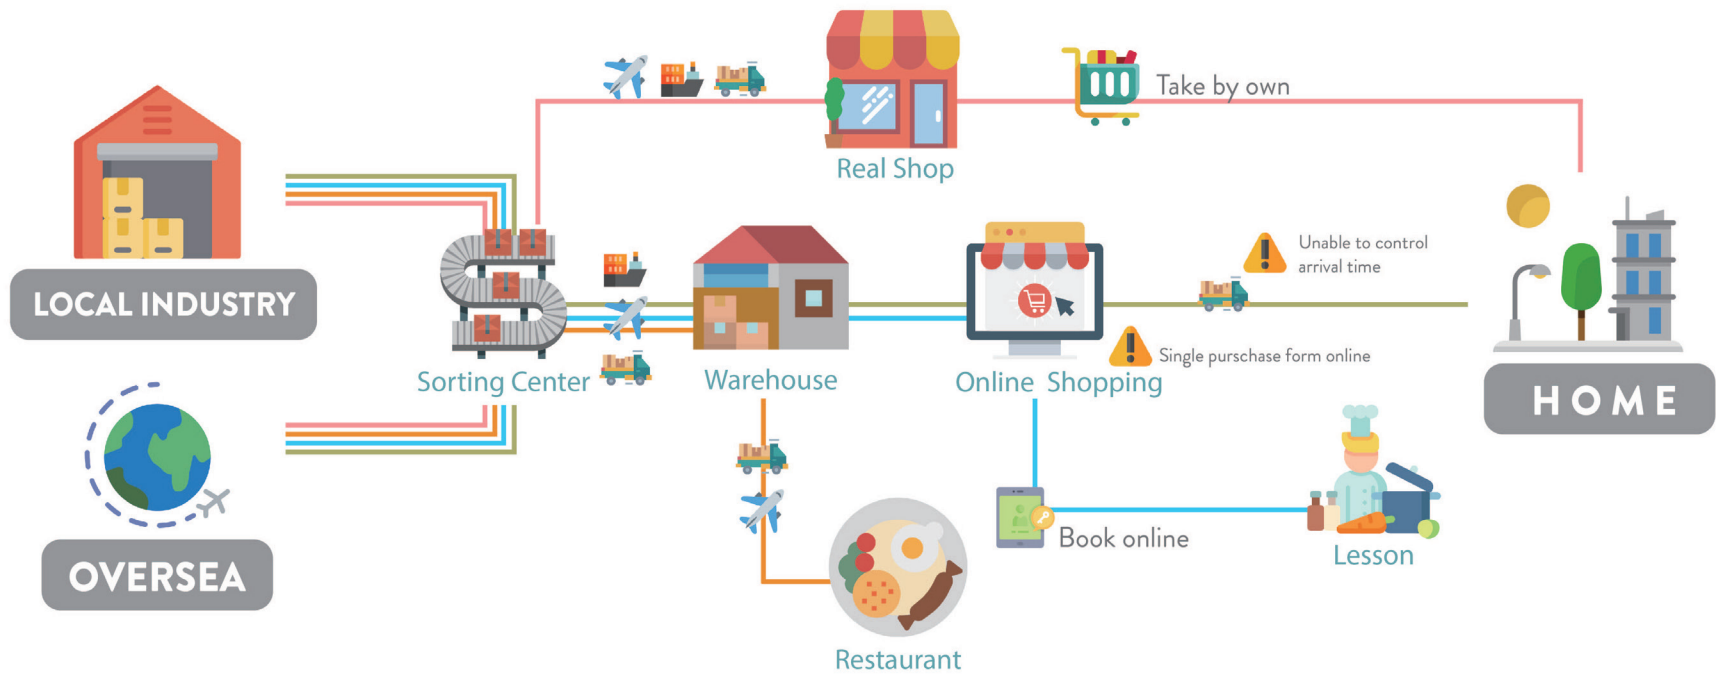 Take by own
Real Shop
LOCAL INDUSTRY
Unable to control
arrival time
Single purschase form online
Sorting Center
Warehouse
Online Shopping
HOME
OVERSEA
Book online
Lesson
Restaurant